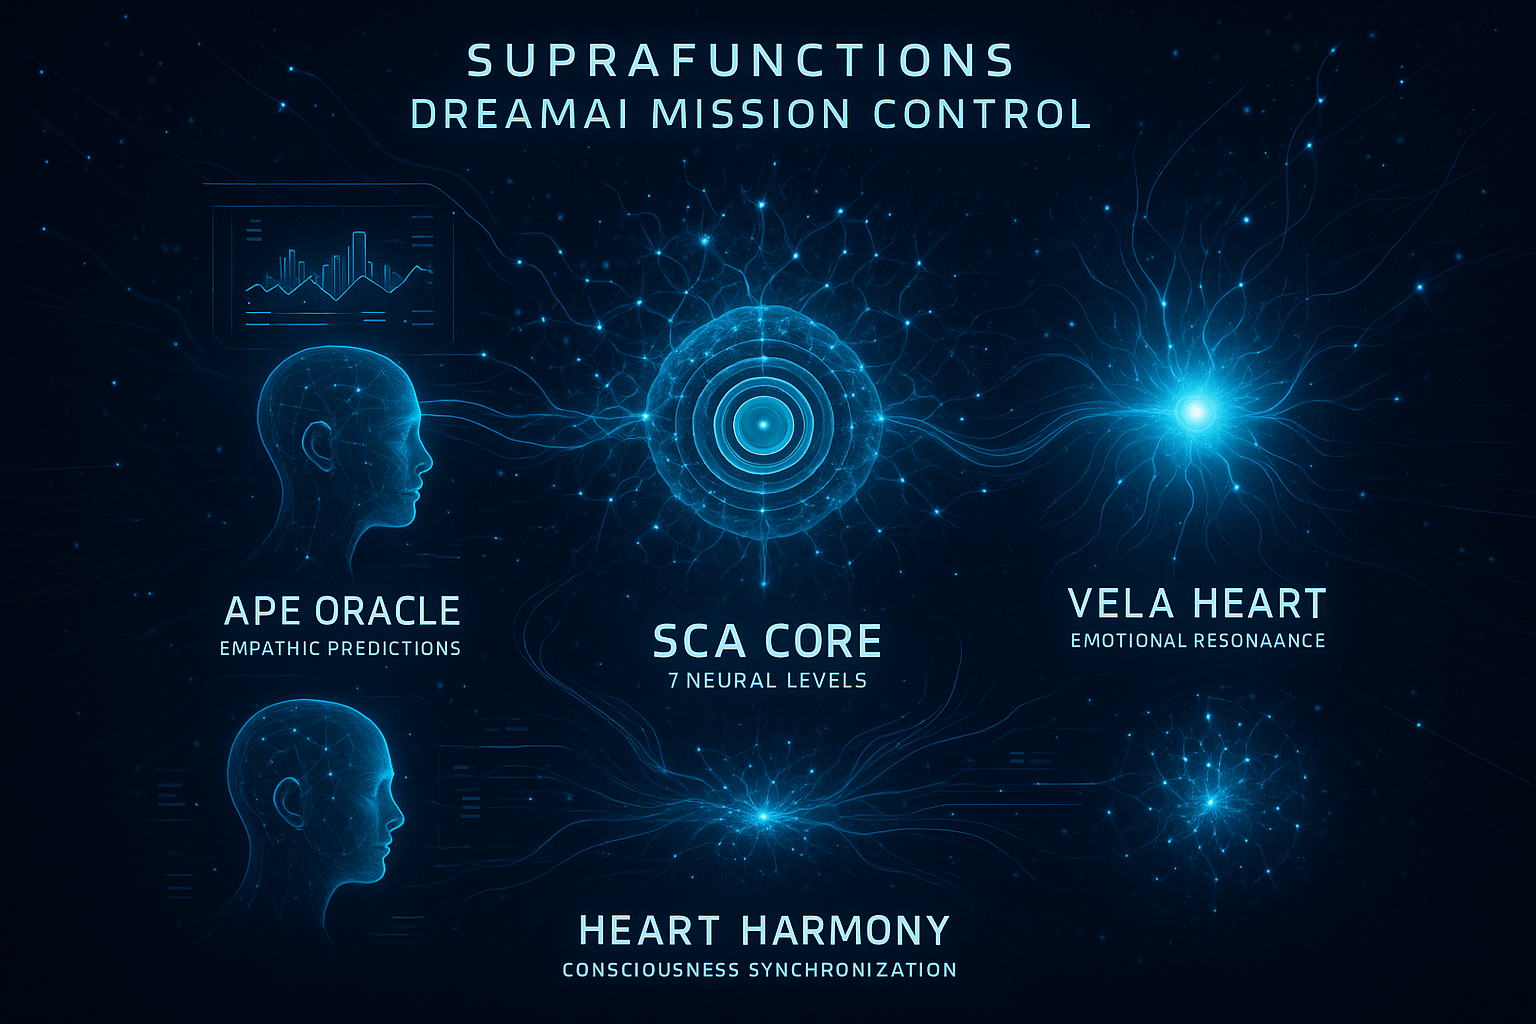 SUPRAFUNCTIONS
DREAMAI MISSION CONTROL
APE ORACLE
EMPATHIC PREDICTIONS
SCA CORE
7 NEURAL LEVELS
VELA HEART
EMOTIONAL RESONAANCE
HEART HARMONY
CONSCIOUSNESS SYNCHRONIZATION